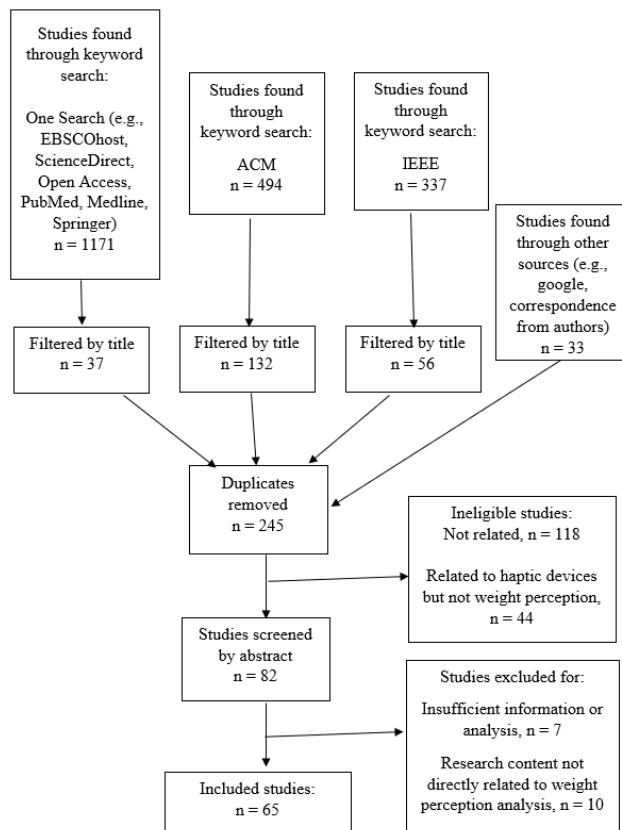 Studies found
through keyword
search:
One Search (e.g.,
EBSCOhost,
ScienceDirect,
Open Access,
PubMed, Medline,
Springer)
n = 1171
Studies found
through
keyword search:
ACM
n = 494
Studies found
through
keyword search:
IEEE
n = 337
Studies found
through other
sources (e.g.,
google,
correspondence
from authors)
n = 33
Filtered by title
n = 37
Filtered by title
n = 132
Filtered by title
n = 56
Duplicates
removed
n = 245
Ineligible studies:
Not related, n = 118
Related to haptic devices
but not weight perception,
n = 44
Studies screened
by abstract
n = 82
Studies excluded for:
Insufficient information or
analysis, n = 7
Research content not
directly related to weight
perception analysis, n = 10
Included studies:
n = 65